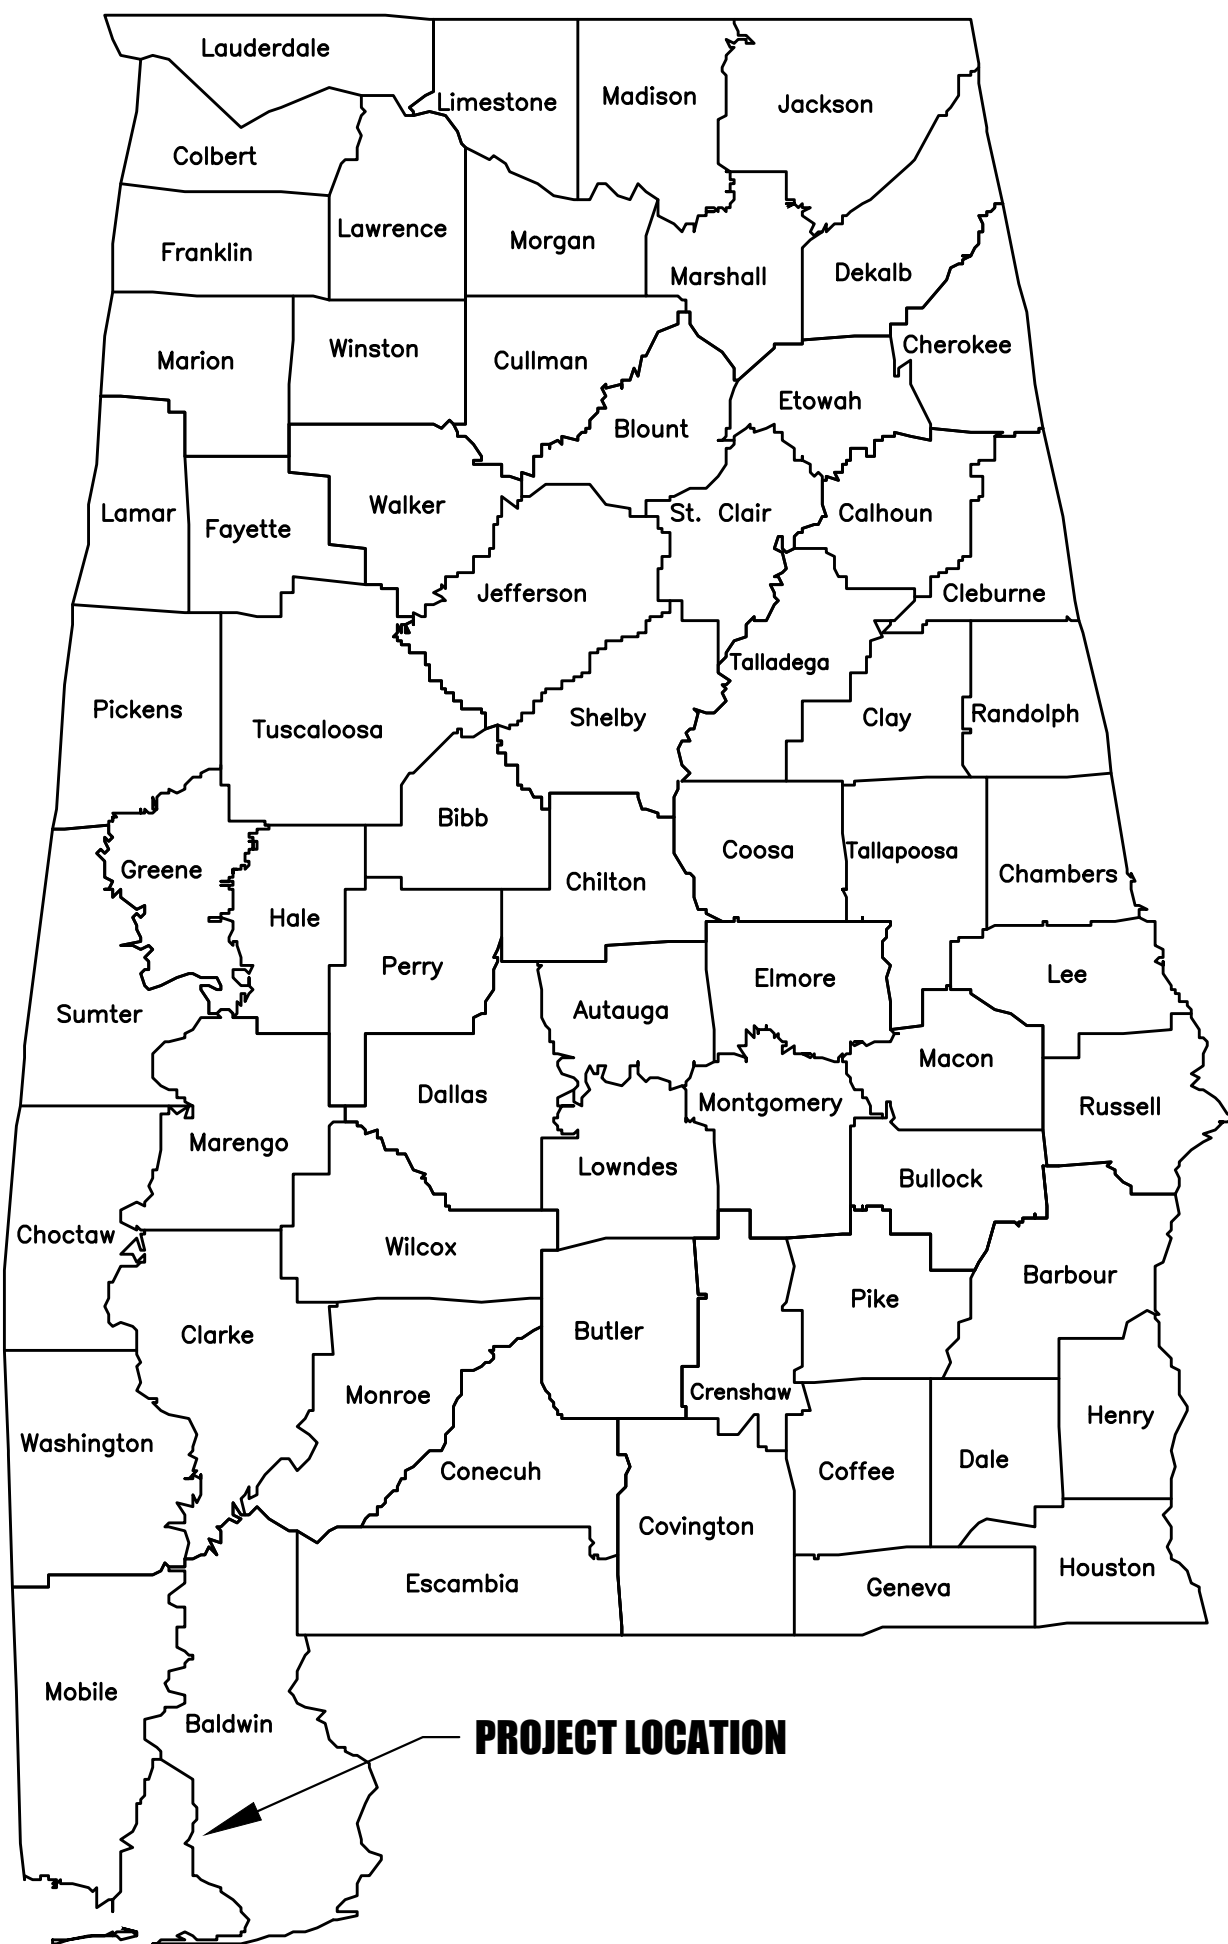 Lauderdale
Limestone
Madison
Jackson
Colbert
Lawrence
Franklin
Morgan
Marshall
Dekalb
Cherokee
Marion
Winston
Cullman
Etowah
Blount
Lamar
Fayette
Walker
St. Clair
Calhoun
Jefferson
Cleburne
Talladega
Pickens
Tuscaloosa
Shelby
Clay
Randolph
Bibb
Greene
Coosa
Tallapoosa
Chilton
Chambers
Hale
Perry
Elmore
Lee
Sumter
Autauga
Macon
Dallas
Montgomery
Russell
Marengo
Lowndes
Bullock
Choctaw
Wilcox
Barbour
Pike
Clarke
Butler
Monroe
Crenshaw
Henry
Washington
Conecuh
Coffee
Dale
Covington
Escambia
Geneva
Houston
Mobile
Baldwin
PROJECT LOCATION